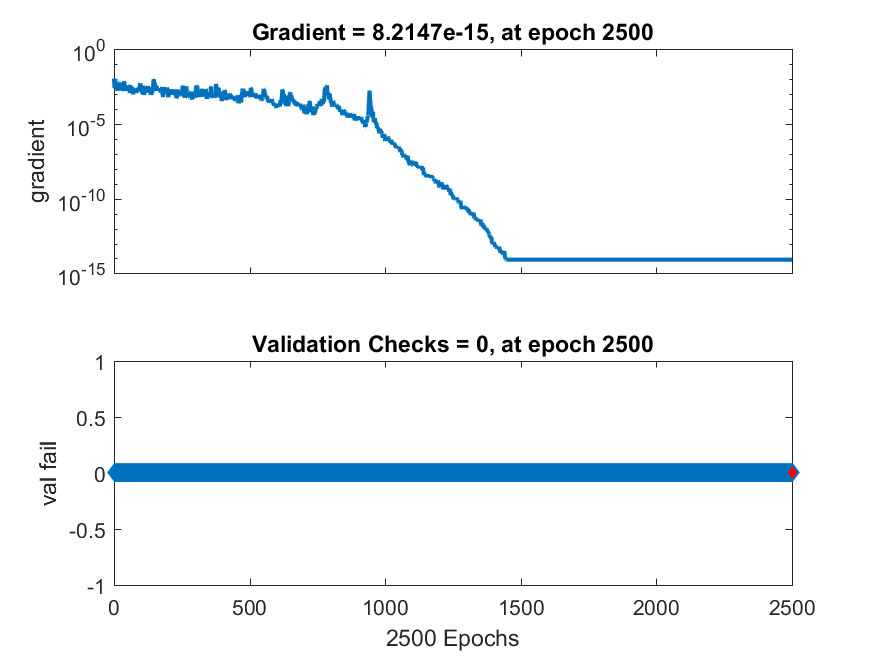 Gradient = 8.2147e-15, at epoch 2500
10^0
10^-5
10^-10
10^-15
gradient
Validation Checks = 0, at epoch 2500
1
0.5
0
-0.5
-1
val fail
0 500 1000 1500 2000 2500
2500 Epochs